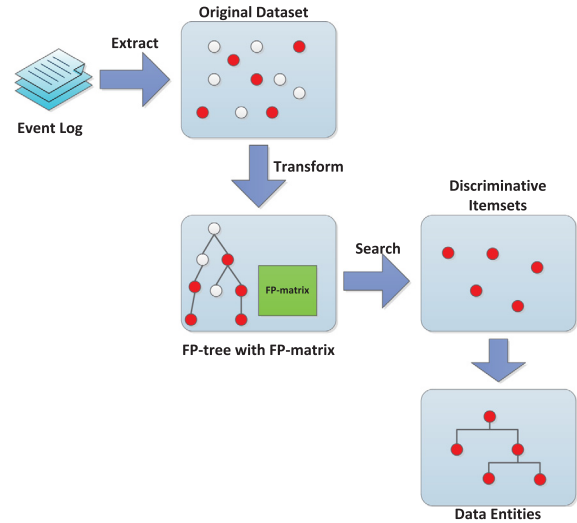 Original Dataset
Extract
Event Log
Transform
Discriminative
Itemsets
Search
FP-matrix
FP-tree with FP-matrix
Data Entities